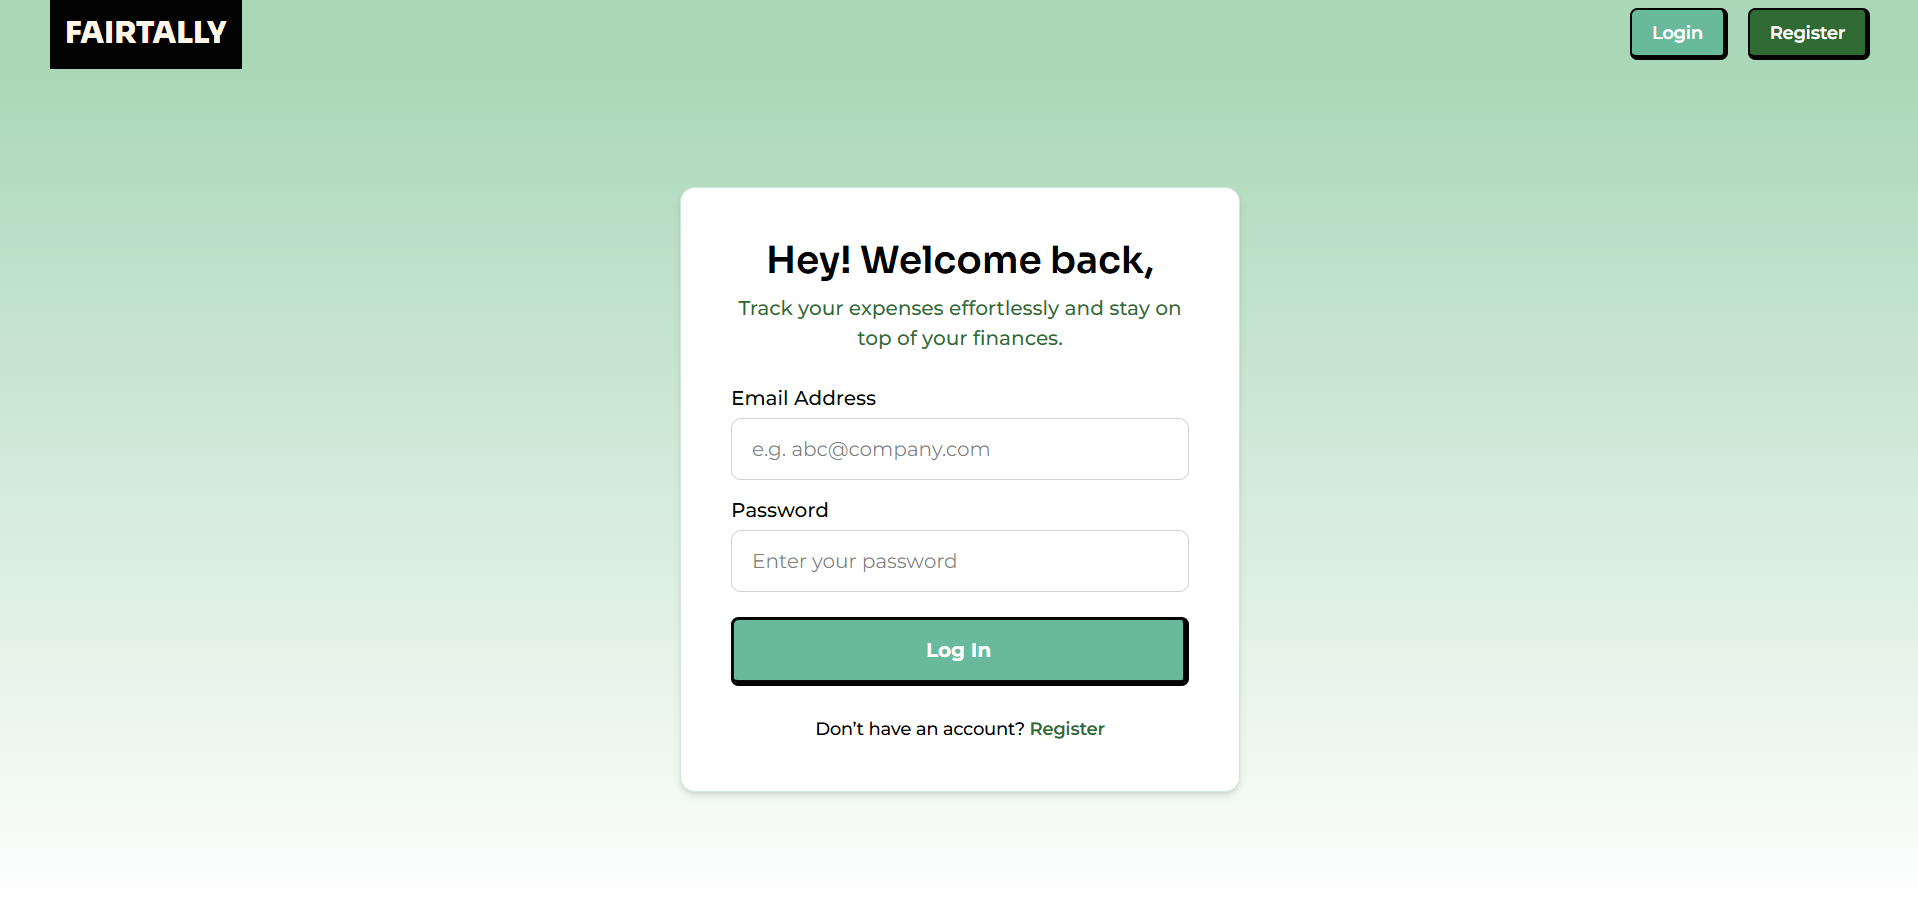 FAIRTALLY
Login
Register
Hey! Welcome back,
Track your expenses effortlessly and stay on
top of your finances.
Email Address
e.g. abc@company.com
Password
Enter your password
Log In
Don’t have an account? Register